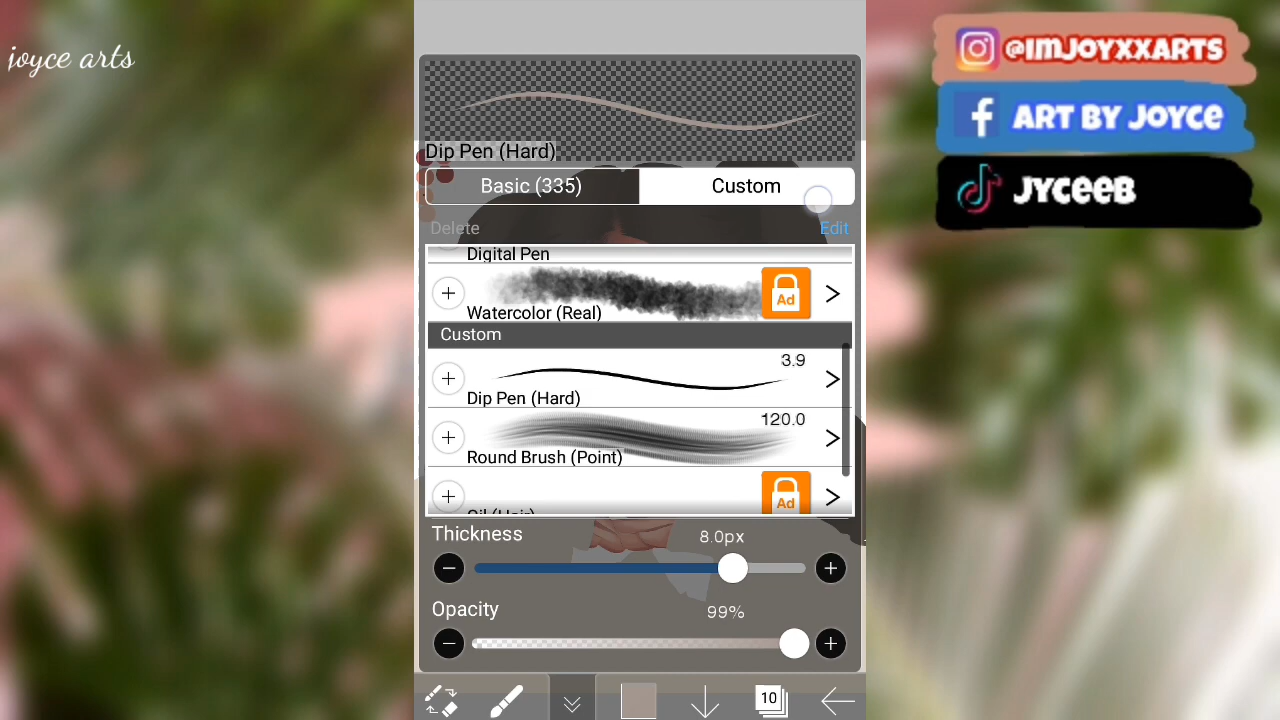 joyce arts
@IMJOYXXARTS
ART BY JOYCE
JYCEEB
Dip Pen (Hard)
Basic (335)
Custom
Delete
Edit
Digital Pen
Ad
Watercolor (Real)
Custom
3.9
Dip Pen (Hard)
120.0
Round Brush (Point)
Ad
Oil (Hair)
Thickness
8.0px
Opacity
99%
10